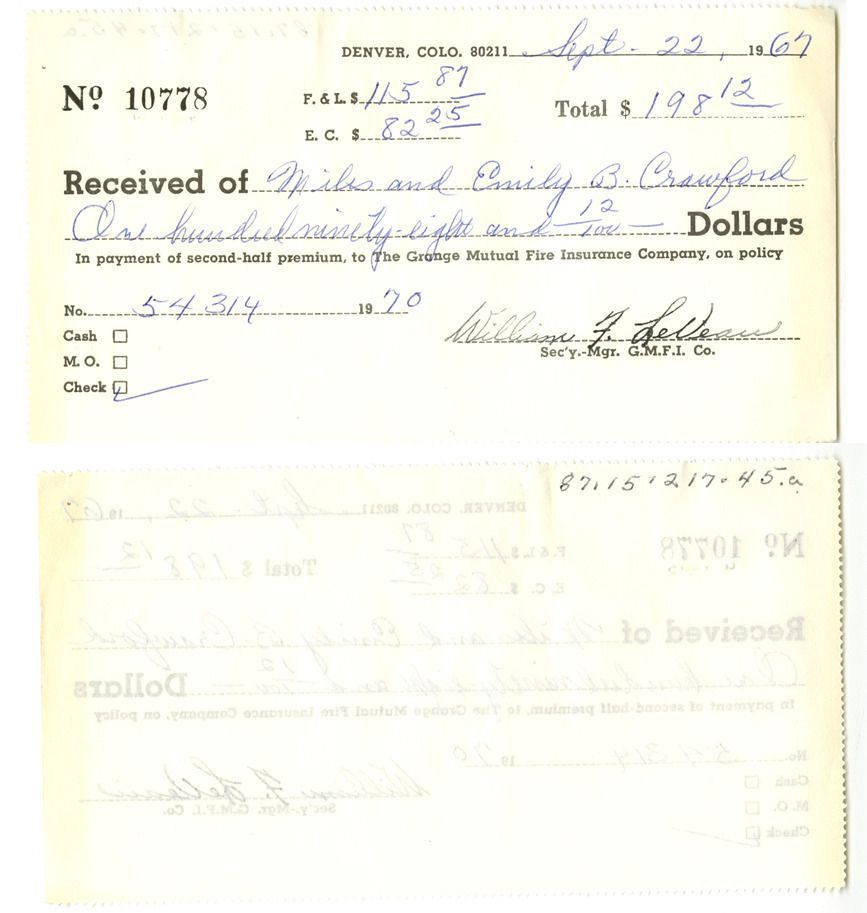 DENVER, COLO. 80211 Sept. 22, 1967
Nº 10778
F. & L. $ 115 87
Total $ 198 12
E. C. $ 82 25
Received of Miles and Emily B. Crawford
One hundred ninety-eight and 12/100 Dollars
In payment of second-half premium, to The Grange Mutual Fire Insurance Company, on policy
No. 54314 1970
Cash
William F. LeVeau
M. O.
Sec'y.-Mgr. G.M.F.I. Co.
Check
87.15.217.45.a